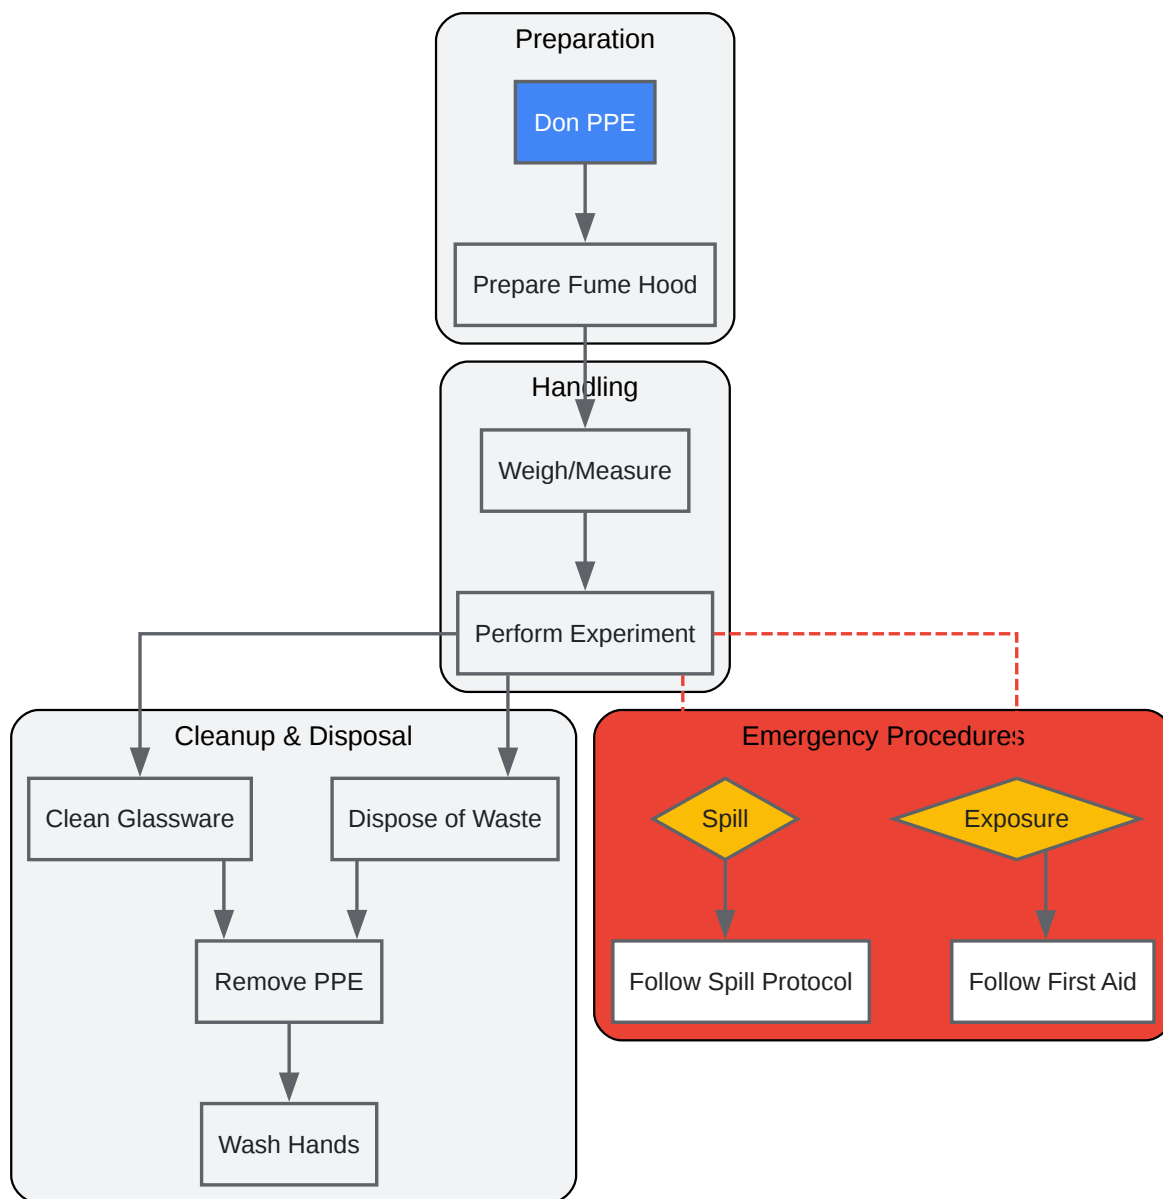 Preparation
Don PPE
Prepare Fume Hood
Handling
Weigh/Measure
Perform Experiment
Cleanup & Disposal
Clean Glassware
Dispose of Waste
Remove PPE
Wash Hands
Emergency Procedures
Spill
Exposure
Follow Spill Protocol
Follow First Aid